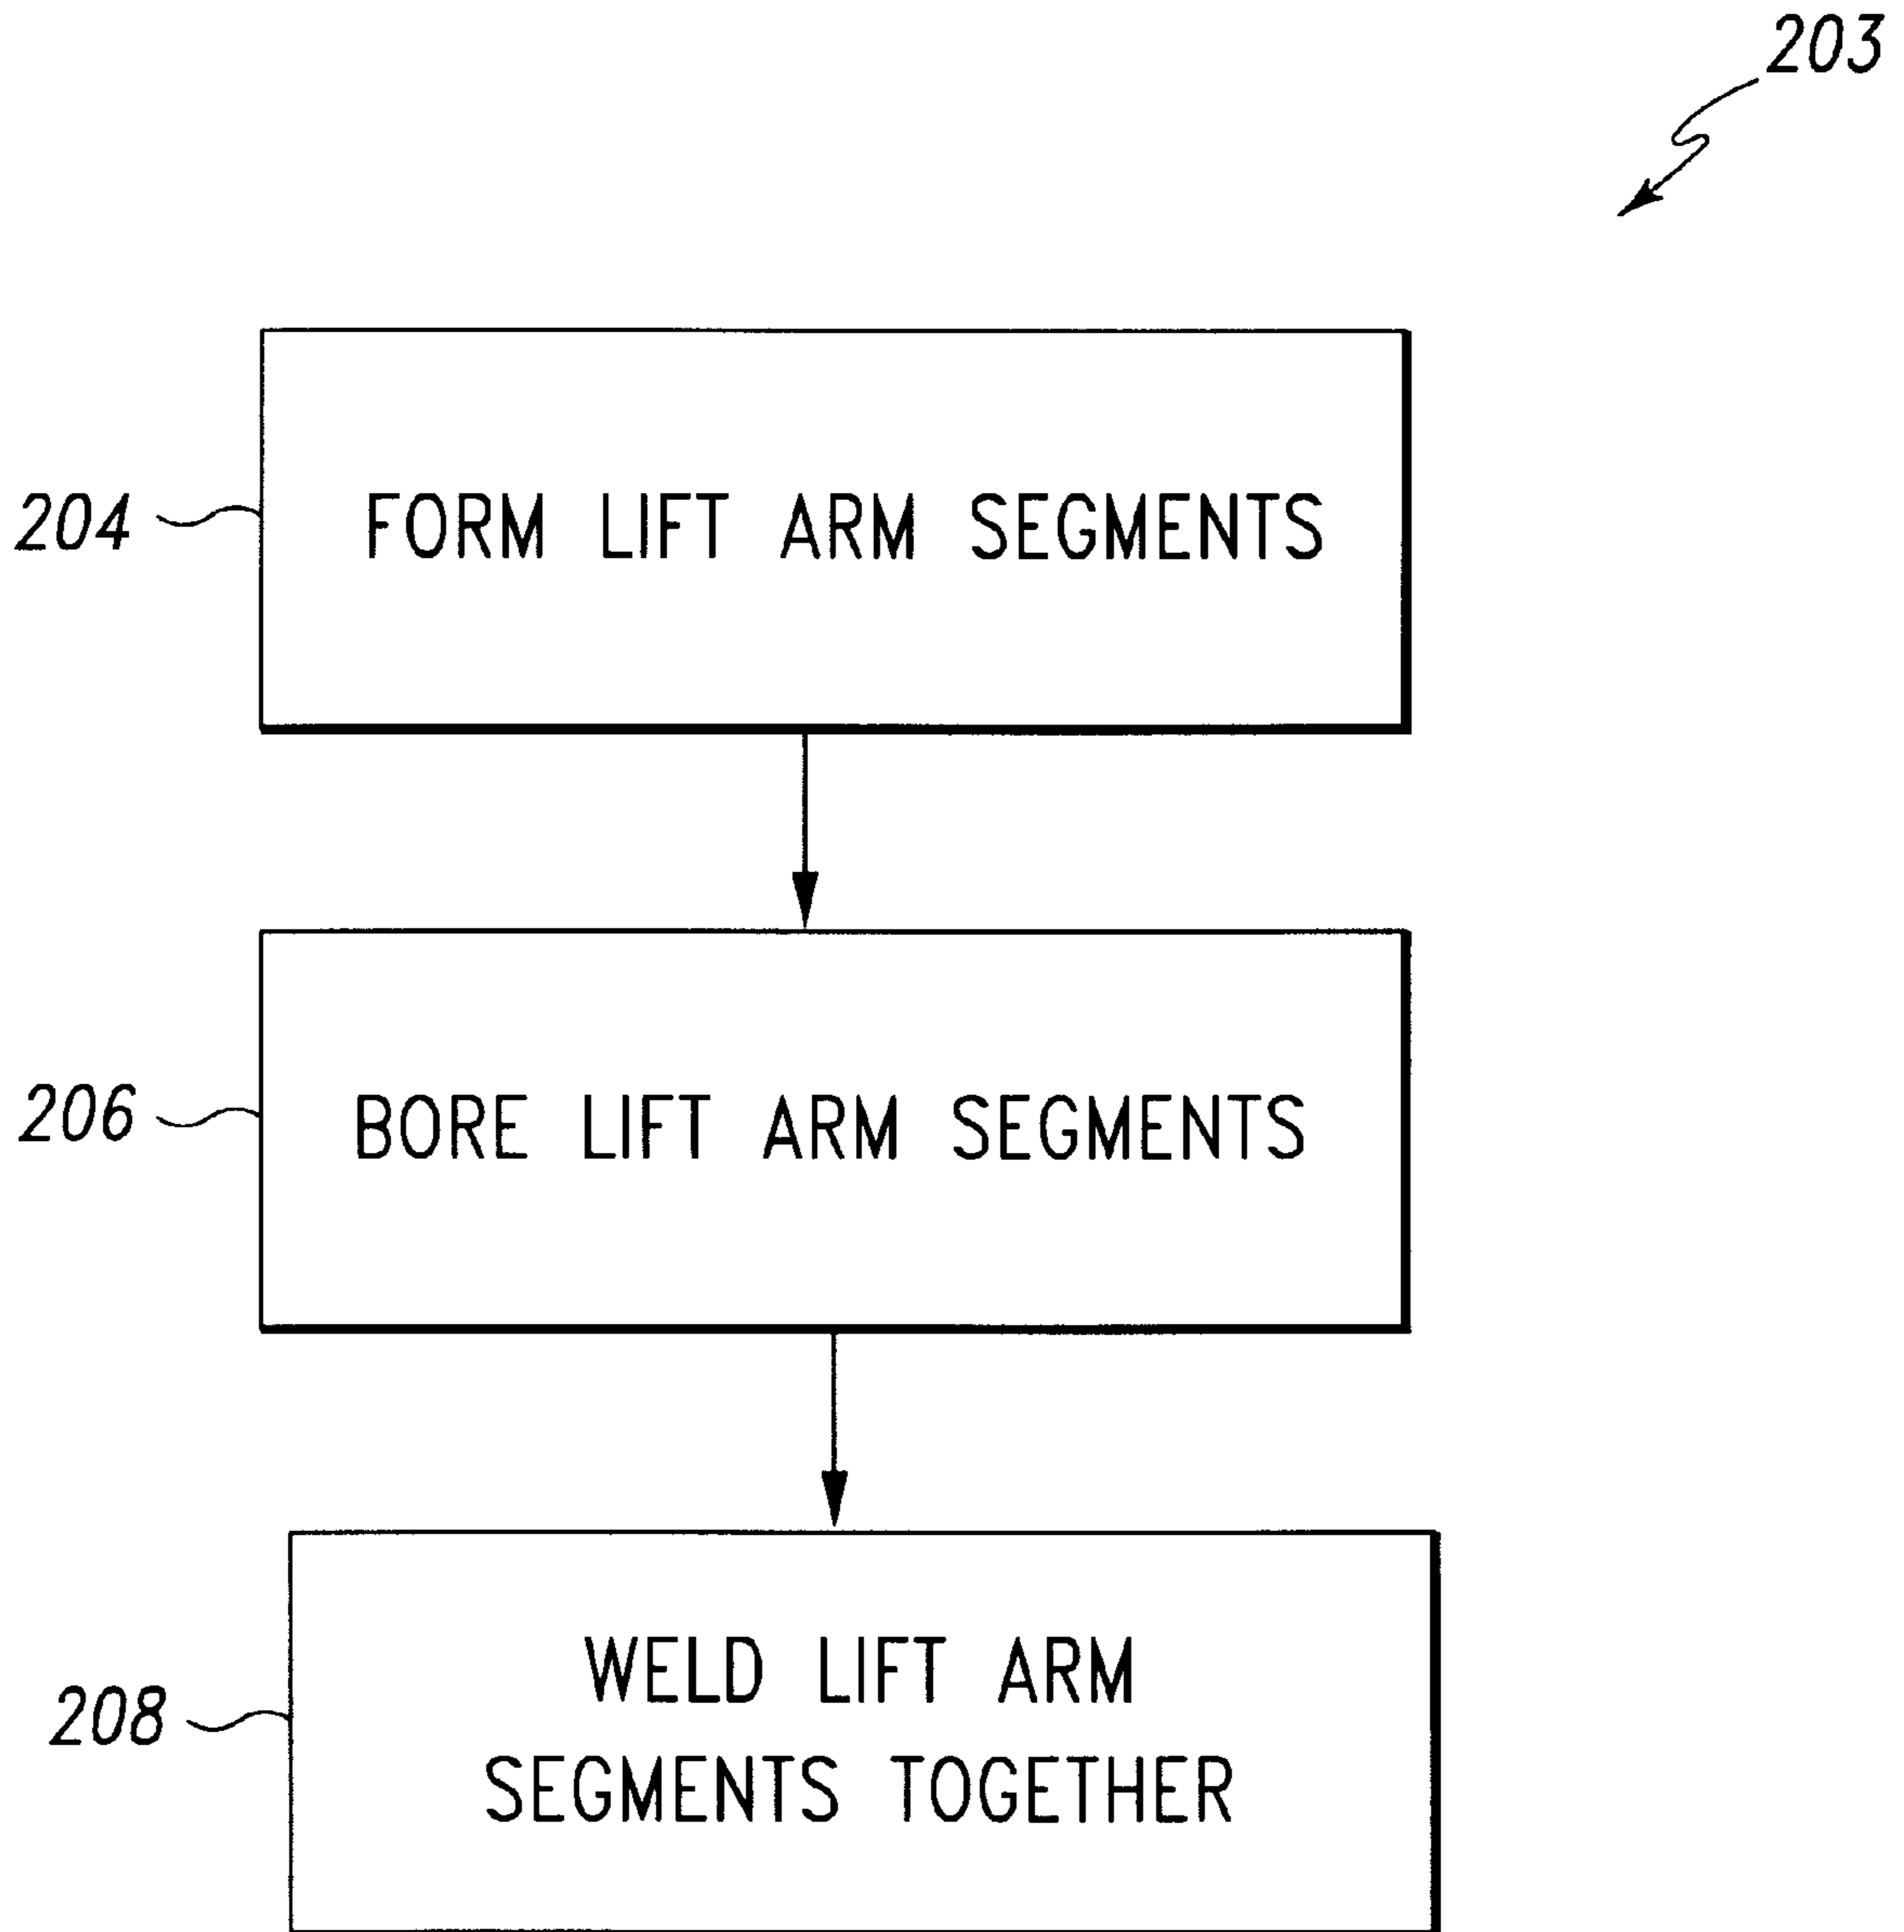 203
204
FORM LIFT ARM SEGMENTS
206
BORE LIFT ARM SEGMENTS
208
WELD LIFT ARM
SEGMENTS TOGETHER